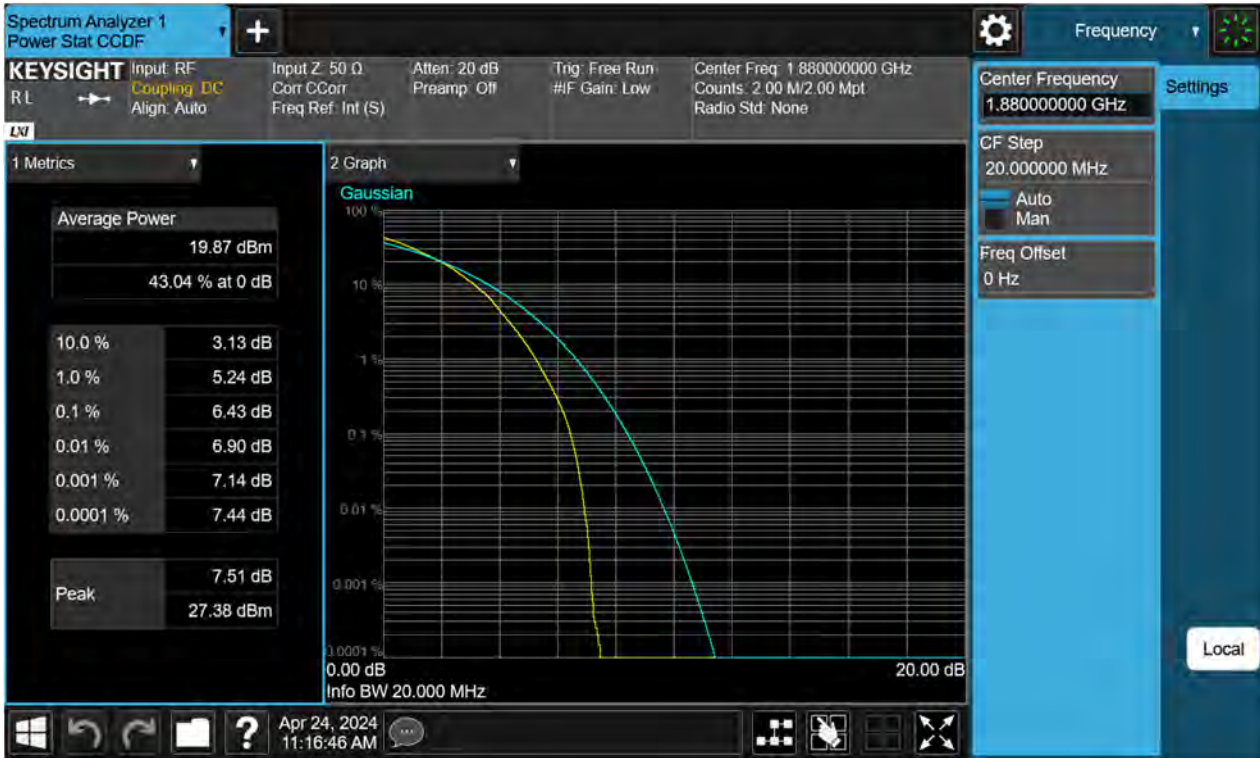 Spectrum Analyzer 1
Power Stat CCDF
+
Frequency
KEYSIGHT
R L
LXI
Input: RF
Coupling: DC
Align: Auto
Input Z: 50 Ω
Corr CCorr
Freq Ref: Int (S)
Atten: 20 dB
Preamp: Off
Trig: Free Run
#IF Gain: Low
Center Freq: 1.880000000 GHz
Counts: 2.00 M/2.00 Mpt
Radio Std: None
Center Frequency
1.880000000 GHz
Settings
CF Step
20.000000 MHz
Auto
Man
Freq Offset
0 Hz
Local
1 Metrics
Average Power
19.87 dBm
43.04 % at 0 dB
10.0 % 3.13 dB
1.0 % 5.24 dB
0.1 % 6.43 dB
0.01 % 6.90 dB
0.001 % 7.14 dB
0.0001 % 7.44 dB
Peak
7.51 dB
27.38 dBm
2 Graph
Gaussian
100 %
10 %
1 %
0.1 %
0.01 %
0.001 %
0.0001 %
0.00 dB 20.00 dB
Info BW 20.000 MHz
?
Apr 24, 2024
11:16:46 AM